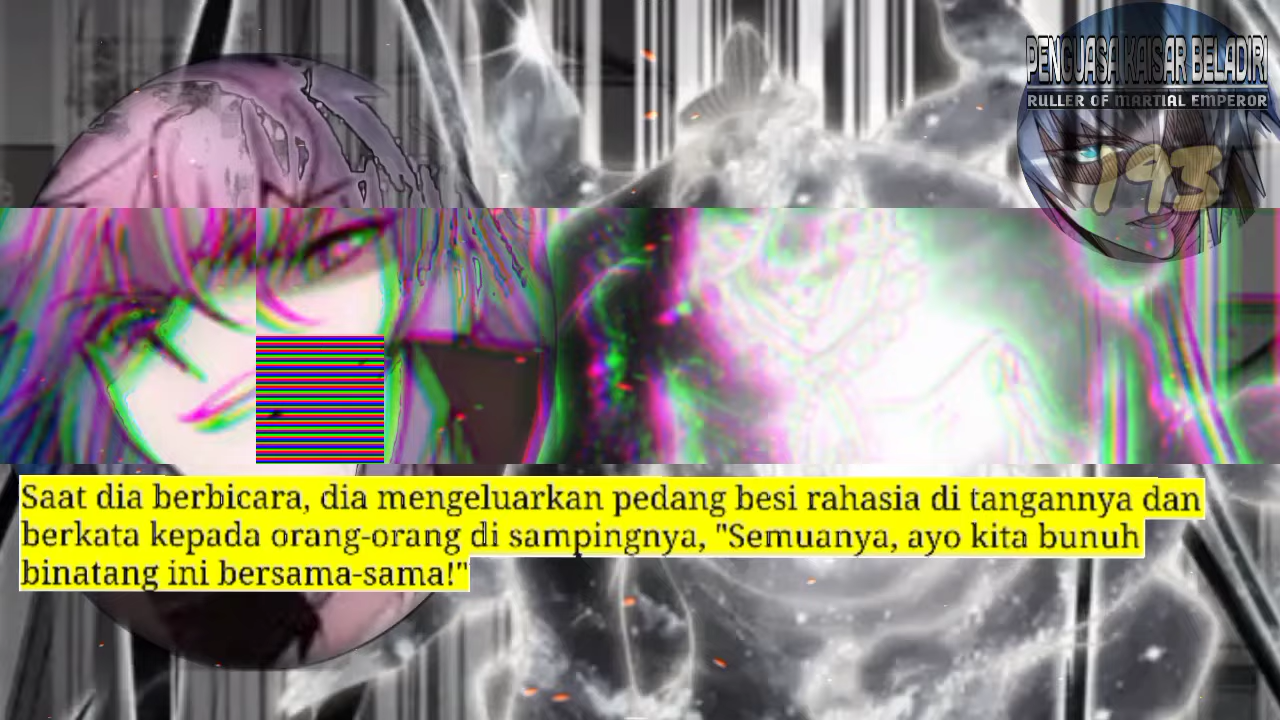 PENGUASA KAISAR BELADIRI
RULLER OF MARTIAL EMPEROR
193
Saat dia berbicara, dia mengeluarkan pedang besi rahasia di tangannya dan
berkata kepada orang-orang di sampingnya, "Semuanya, ayo kita bunuh
binatang ini bersama-sama!"